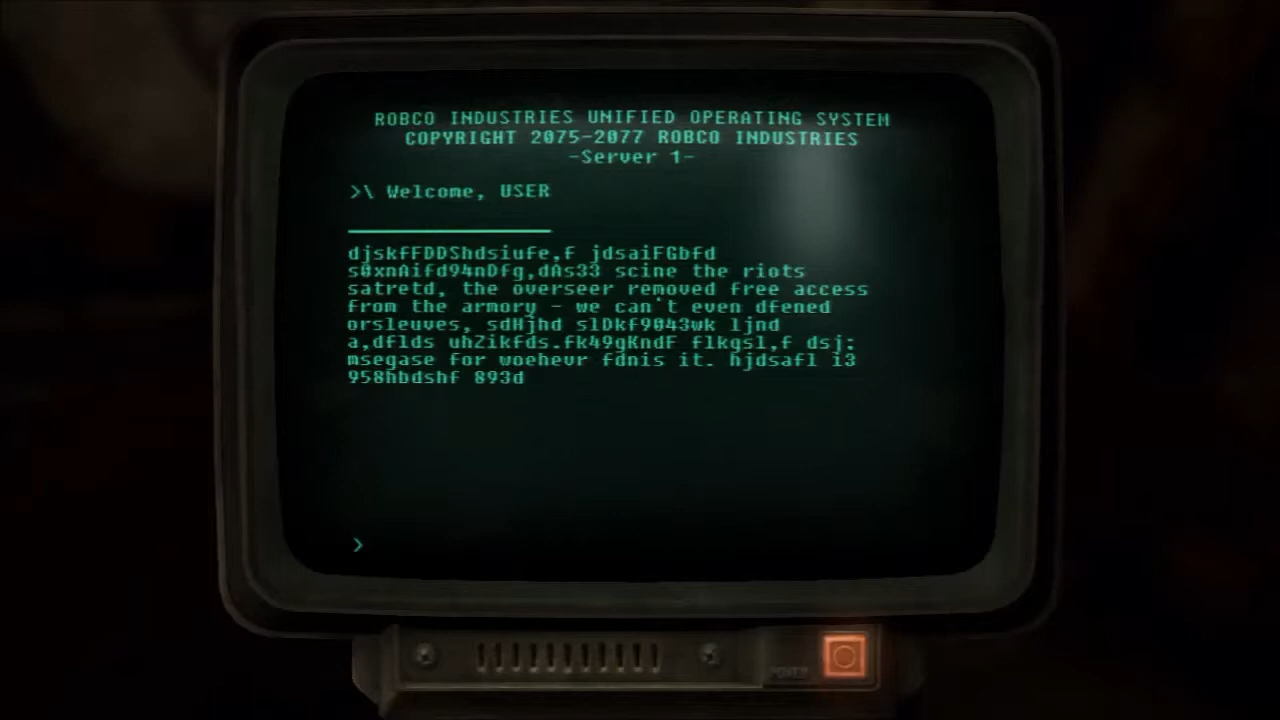 ROBCO INDUSTRIES UNIFIED OPERATING SYSTEM
COPYRIGHT 2075-2077 ROBCO INDUSTRIES
-Server 1-
>\ Welcome, USER
djskfFDDShdsiufe,f jdsaiFGbfd
s0xnAifd94nDfg,dAs33 scine the riots
satretd, the overseer removed free access
from the armory - we can't even dfened
orsleuves, sdHjhd slDkf9043wk ljnd
a,dflds uhZikfds.fk49gKndF flkgsl,f dsj;
msegase for woehevr fdnis it. hjdsafl i3
958hbdshf 893d
>
POWER